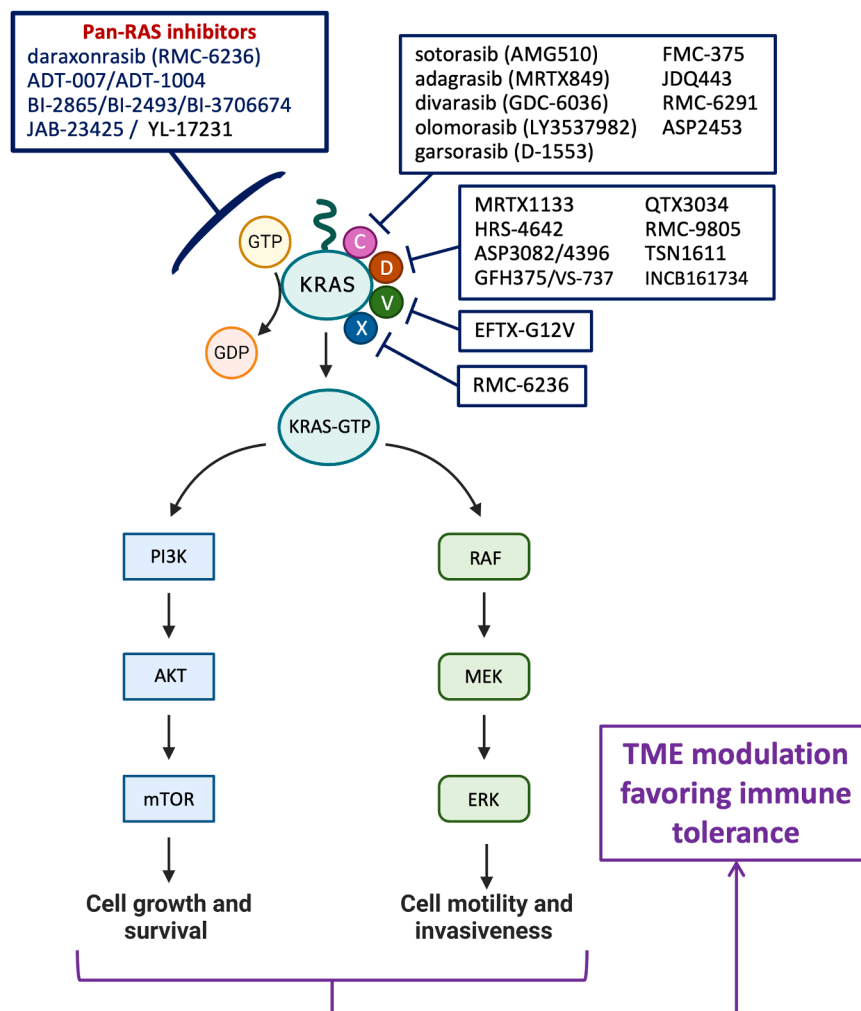 Pan-RAS inhibitors
daraxonrasib (RMC-6236)
ADT-007/ADT-1004
BI-2865/BI-2493/BI-3706674
JAB-23425 / YL-17231
sotorasib (AMG510) FMC-375
adagrasib (MRTX849) JDQ443
divarasib (GDC-6036) RMC-6291
olomorasib (LY3537982) ASP2453
garsorasib (D-1553)
MRTX1133 QTX3034
HRS-4642 RMC-9805
ASP3082/4396 TSN1611
GFH375/VS-737 INCB161734
GTP
C
D
KRAS
V
X
EFTX-G12V
GDP
RMC-6236
KRAS-GTP
PI3K
RAF
AKT
MEK
mTOR
ERK
TME modulation
favoring immune
tolerance
Cell growth and
survival
Cell motility and
invasiveness